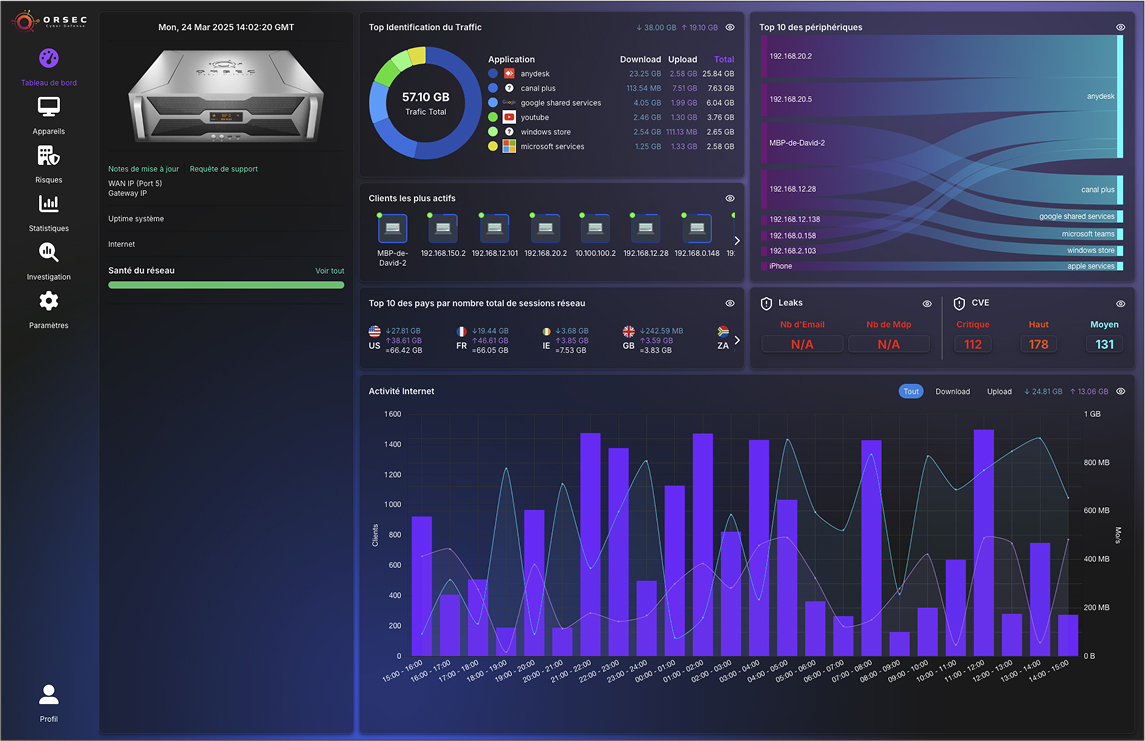 ORSEC
Cyber Defense
Tableau de bord
Appareils
Risques
Statistiques
Investigation
Paramètres
Profil
Mon, 24 Mar 2025 14:02:20 GMT
ORSEC
Notes de mise à jour Requête de support
WAN IP (Port 5)
Gateway IP
Uptime système
Internet
Santé du réseau Voir tout
Top Identification du Traffic ↓ 38.00 GB ↑ 19.10 GB
57.10 GB
Trafic Total
Application Download Upload Total
anydesk 23.25 GB 2.58 GB 25.84 GB
canal plus 113.54 MB 7.51 GB 7.63 GB
google shared services 4.05 GB 1.99 GB 6.04 GB
youtube 2.46 GB 1.30 GB 3.76 GB
windows store 2.54 GB 111.13 MB 2.65 GB
microsoft services 1.25 GB 1.33 GB 2.58 GB
Clients les plus actifs
MBP-de-David-2 192.168.150.2 192.168.12.101 192.168.20.2 10.100.100.2 192.168.12.28 192.168.0.148 19.
Top 10 des pays par nombre total de sessions réseau
US ↓27.81 GB ↑38.61 GB =66.42 GB
FR ↓19.44 GB ↑46.61 GB =66.05 GB
IE ↓3.68 GB ↑3.85 GB =7.53 GB
GB ↓242.59 MB ↑3.59 GB =3.83 GB
ZA
Top 10 des périphériques
192.168.20.2
192.168.20.5
MBP-de-David-2
192.168.12.28
192.168.12.138
192.168.0.158
192.168.2.103
iPhone
anydesk
canal plus
google shared services
microsoft teams
windows store
apple services
Leaks
Nb d'Email Nb de Mdp
N/A N/A
CVE
Critique Haut Moyen
112 178 131
Activité Internet Tout Download Upload ↓ 24.81 GB ↑ 13.06 GB
1 600
1 400
1 200
1 000
800
600
400
200
0
Clients
1 GB
800 MB
600 MB
400 MB
200 MB
0 B
Mo/s
15:00 - 16:00
16:00 - 17:00
17:00 - 18:00
18:00 - 19:00
19:00 - 20:00
20:00 - 21:00
21:00 - 22:00
22:00 - 23:00
23:00 - 24:00
00:00 - 01:00
01:00 - 02:00
02:00 - 03:00
03:00 - 04:00
04:00 - 05:00
05:00 - 06:00
06:00 - 07:00
07:00 - 08:00
08:00 - 09:00
09:00 - 10:00
10:00 - 11:00
11:00 - 12:00
12:00 - 13:00
13:00 - 14:00
14:00 - 15:00